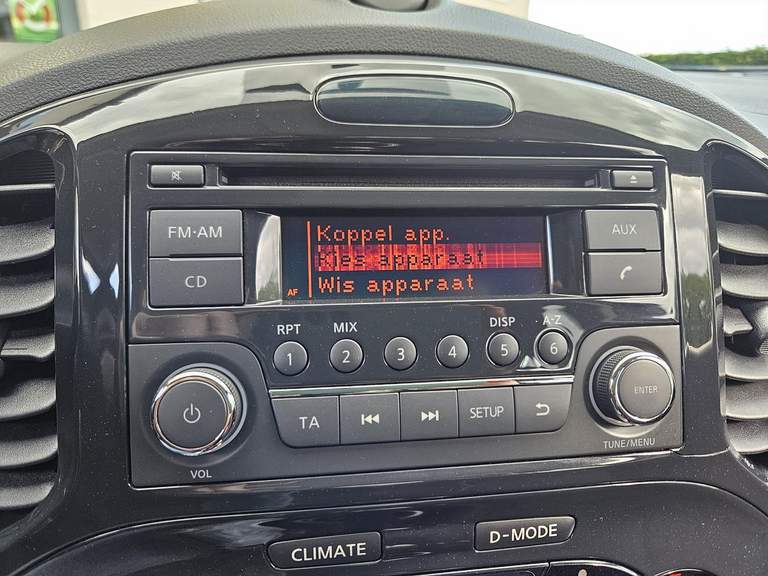 FM·AM
CD
Koppel app.
Kies apparaat
AF Wis apparaat
AUX
RPT MIX DISP A-Z
1 2 3 4 5 6
TA SETUP
ENTER
VOL
TUNE/MENU
CLIMATE
D-MODE